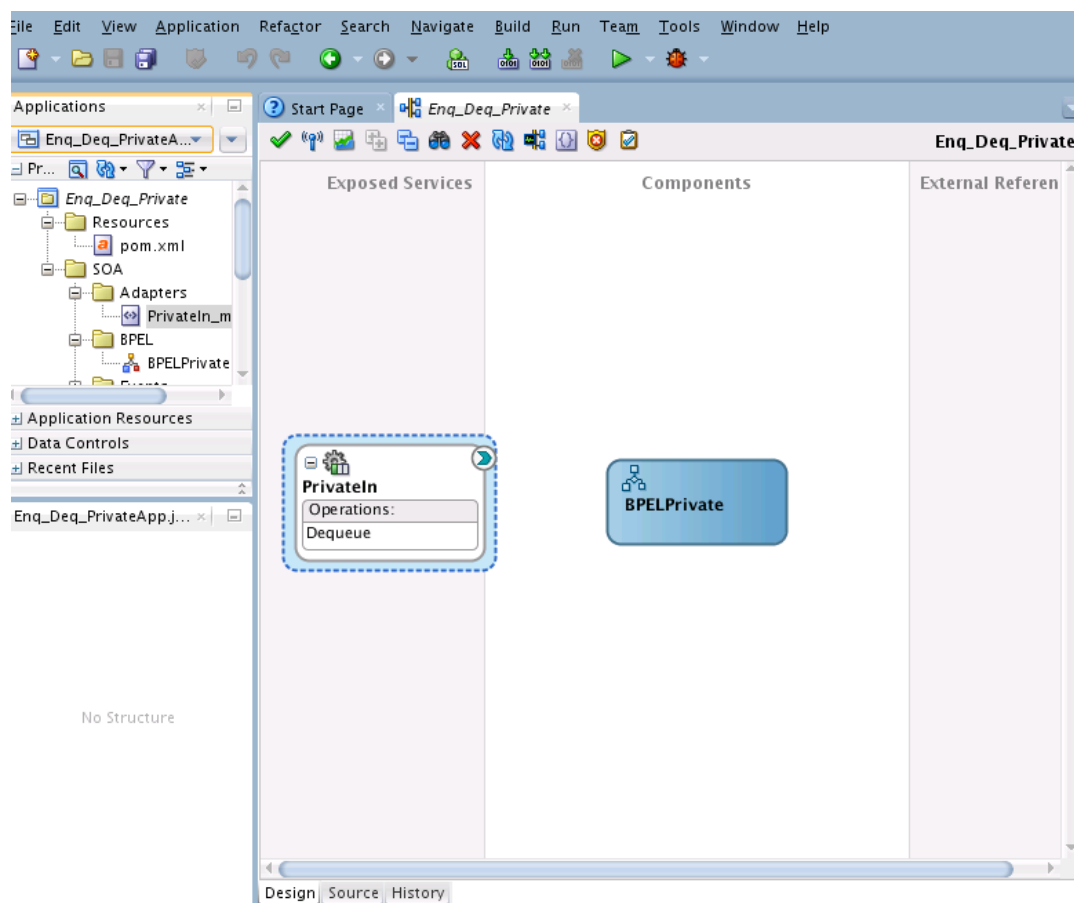 File Edit View Application Refactor Search Navigate Build Run Team Tools Window Help
Applications
Start Page
Enq_Deq_Private
Enq_Deq_PrivateA...
Enq_Deq_Private
Pr...
Exposed Services
Components
External Referen
Enq_Deq_Private
Resources
pom.xml
SOA
Adapters
PrivateIn_m
BPEL
BPELPrivate
Application Resources
Data Controls
Recent Files
Enq_Deq_PrivateApp.j...
No Structure
PrivateIn
Operations:
Dequeue
BPELPrivate
Design Source History